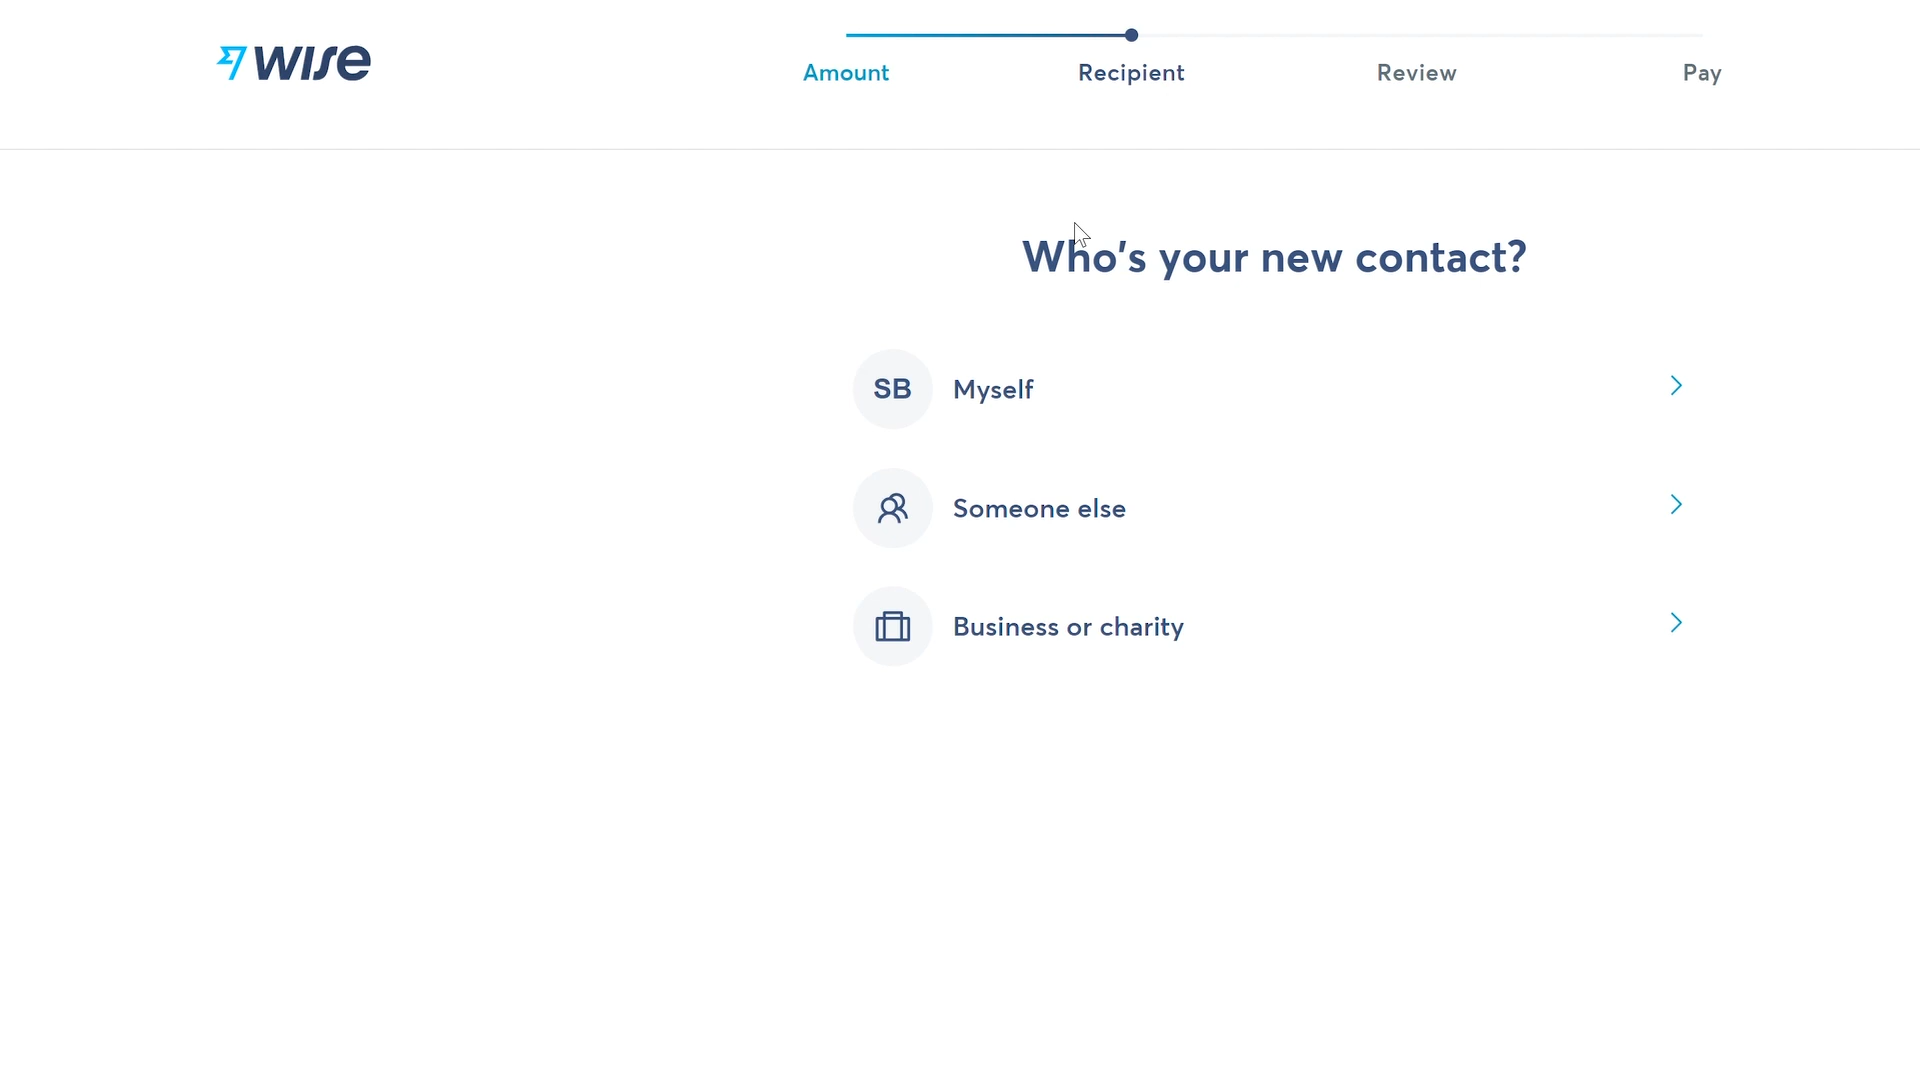 wise
Amount Recipient Review Pay
Who's your new contact?
SB Myself
Someone else
Business or charity